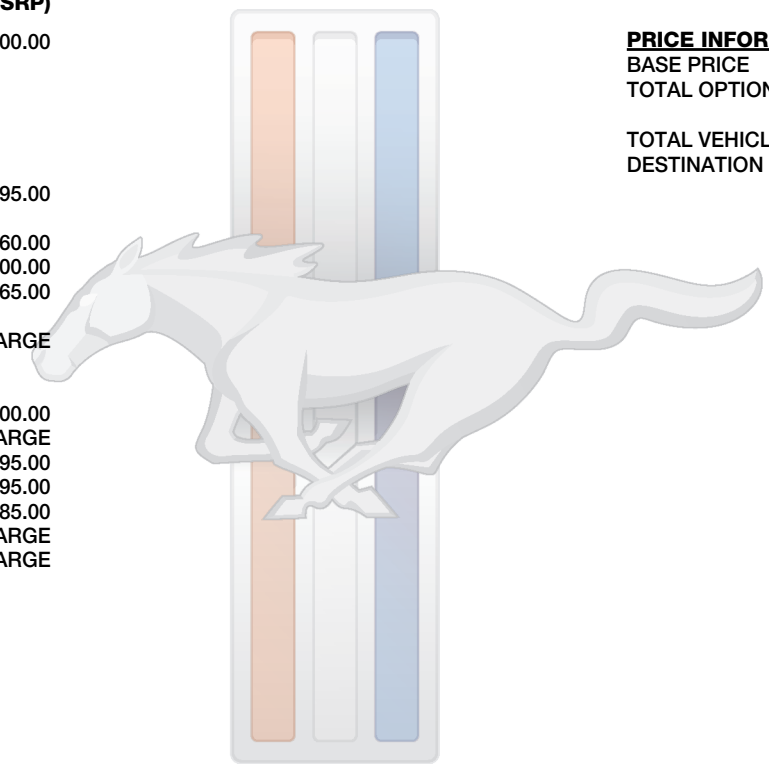 SRP)
00.00
95.00
60.00
00.00
65.00
ARGE
00.00
ARGE
95.00
95.00
85.00
ARGE
ARGE
PRICE INFOR
BASE PRICE
TOTAL OPTION
TOTAL VEHICL
DESTINATION